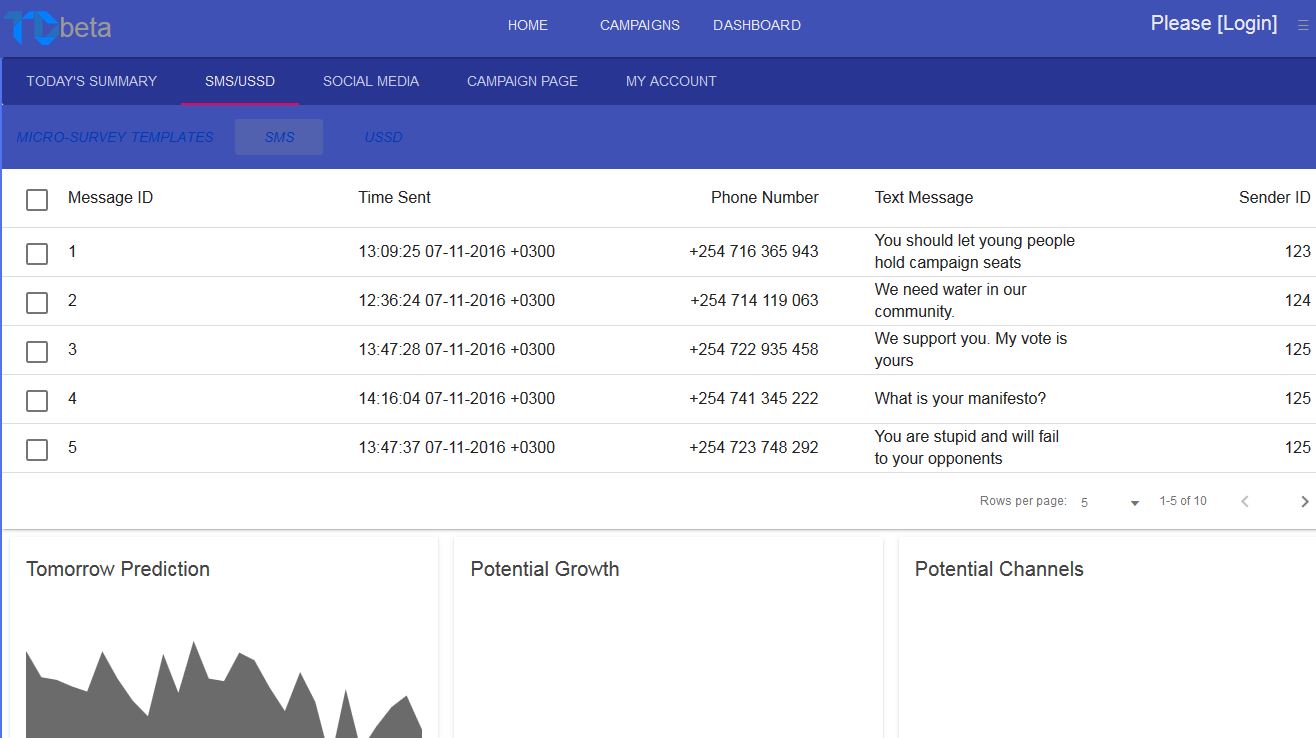 TCbeta
HOME CAMPAIGNS DASHBOARD Please [Login]
TODAY'S SUMMARY SMS/USSD SOCIAL MEDIA CAMPAIGN PAGE MY ACCOUNT
MICRO-SURVEY TEMPLATES SMS USSD
Message ID Time Sent Phone Number Text Message Sender ID
1 13:09:25 07-11-2016 +0300 +254 716 365 943 You should let young people
hold campaign seats 123
2 12:36:24 07-11-2016 +0300 +254 714 119 063 We need water in our
community. 124
3 13:47:28 07-11-2016 +0300 +254 722 935 458 We support you. My vote is
yours 125
4 14:16:04 07-11-2016 +0300 +254 741 345 222 What is your manifesto? 125
5 13:47:37 07-11-2016 +0300 +254 723 748 292 You are stupid and will fail
to your opponents 125
Rows per page: 5 1-5 of 10
Tomorrow Prediction Potential Growth Potential Channels